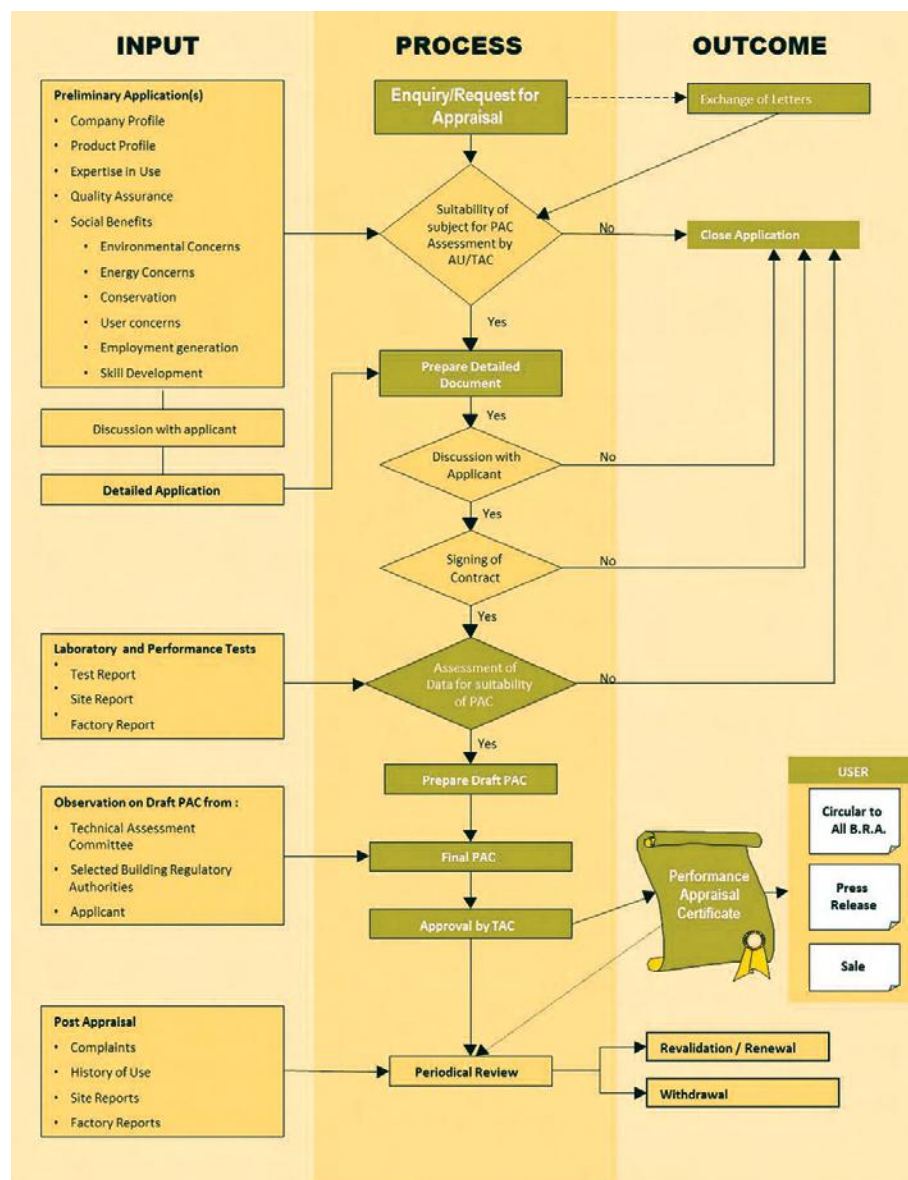 INPUT
PROCESS
OUTCOME
Preliminary Application(s)
• Company Profile
• Product Profile
• Expertise in Use
• Quality Assurance
• Social Benefits
• Environmental Concerns
• Energy Concerns
• Conservation
• User concerns
• Employment generation
• Skill Development
Discussion with applicant
Detailed Application
Enquiry/Request for
Appraisal
Exchange of Letters
Suitability of
subject for PAC
Assessment by
AU/TAC
No
Close Application
Yes
Prepare Detailed
Document
Yes
Discussion with
Applicant
No
Yes
Signing of
Contract
No
Yes
Laboratory and Performance Tests
• Test Report
• Site Report
• Factory Report
Assessment of
Data for suitability
of PAC
No
Yes
Prepare Draft PAC
Observation on Draft PAC from :
• Technical Assessment
Committee
• Selected Building Regulatory
Authorities
• Applicant
Final PAC
Approval by TAC
Performance
Appraisal
Certificate
USER
Circular to
All B.R.A.
Press
Release
Sale
Post Appraisal
• Complaints
• History of Use
• Site Reports
• Factory Reports
Periodical Review
Revalidation / Renewal
Withdrawal